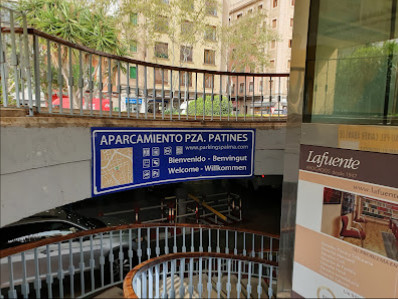 APARCAMIENTO PZA. PATINES
www.parkingspalma.com
Bienvenido - Benvingut
Welcome - Willkommen
Lafuente